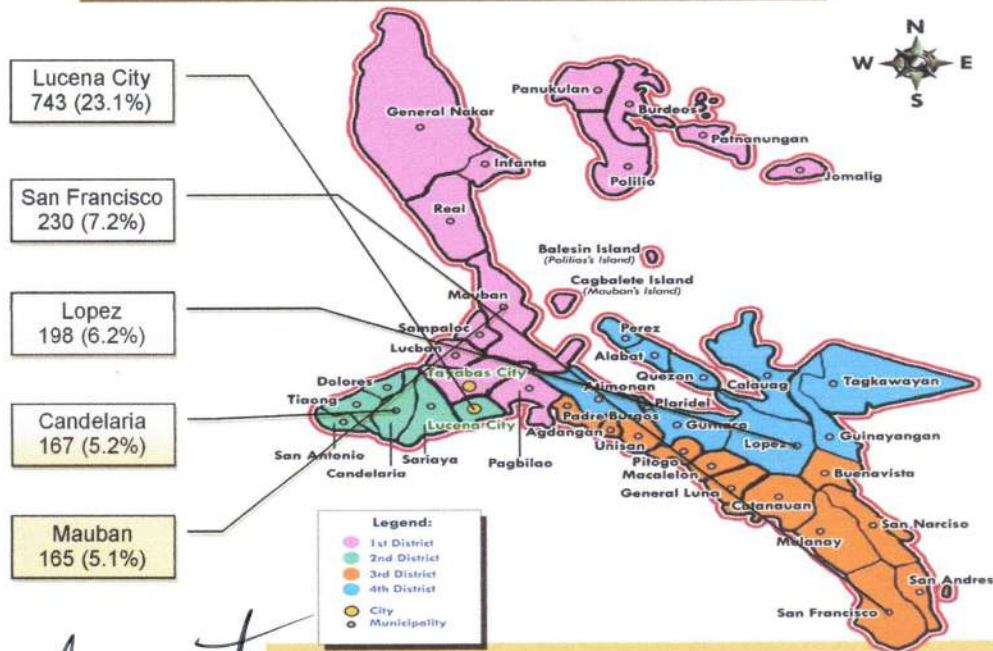 N
W E
S
Lucena City
743 (23.1%)
San Francisco
230 (7.2%)
Lopez
198 (6.2%)
Candelaria
167 (5.2%)
Mauban
165 (5.1%)
General Nakar
Infanta
Real
Panukulan
Burdeos
Patnanungan
Polilio
Jomalig
Balesin Island
(Polilios's Island)
Cagbalete Island
(Mauban's Island)
Mauban
Sampaloc
Lucban
Tayabas City
Dolores
Tiaong
San Antonio
Candelaria
Sariaya
Lucena City
Pagbilao
Perez
Alabat
Quezon
Calauag
Tagkawayan
Atimonan
Plaridel
Padre Burgos
Gumaca
Agdangan
Unisan
Lopez
Guinayangan
Pitogo
Buenavista
Macalelon
General Luna
Catanauan
San Narciso
Mulanay
San Andres
San Francisco
Legend:
1st District
2nd District
3rd District
4th District
City
Municipality